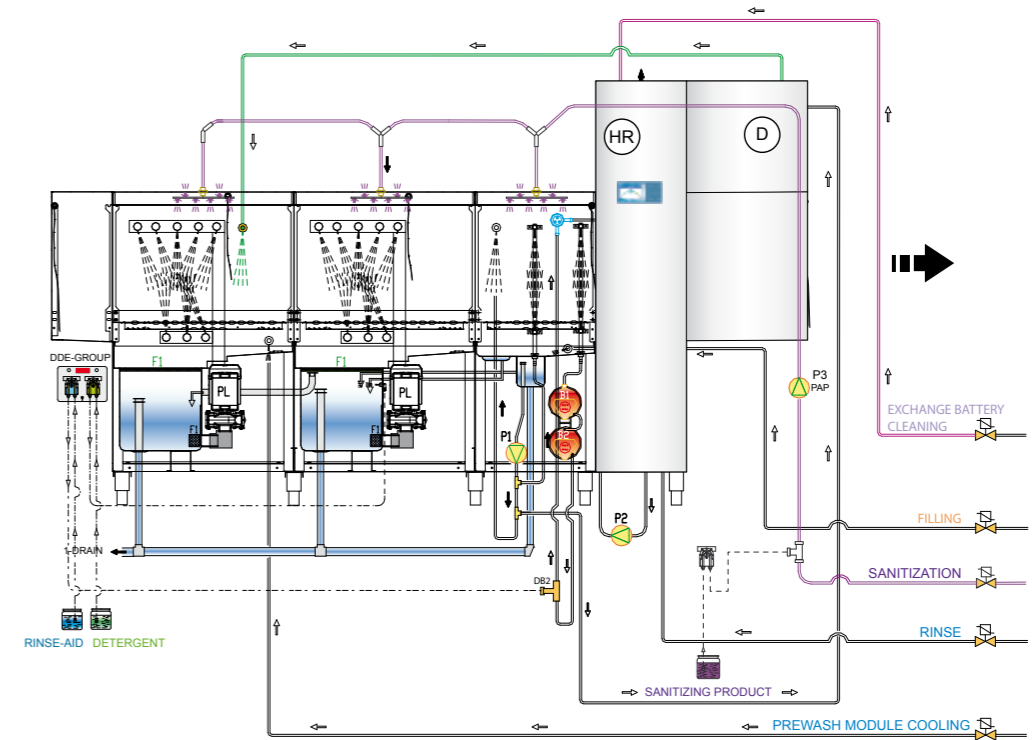 HR
D
DDE-GROUP
F1
F1
PL
PL
B1
P3
PAP
EXCHANGE BATTERY
CLEANING
F1
F1
P1
B2
FILLING
P2
1-DRAIN
SANITIZATION
DB2
RINSE-AID
DETERGENT
RINSE
SANITIZING PRODUCT
PREWASH MODULE COOLING